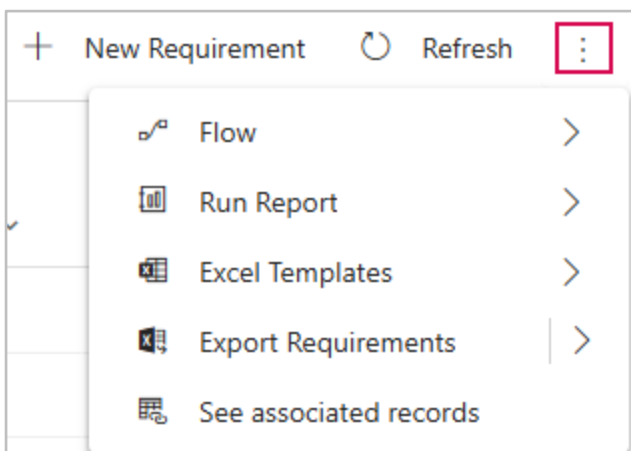 New Requirement Refresh
Flow
Run Report
Excel Templates
Export Requirements
See associated records